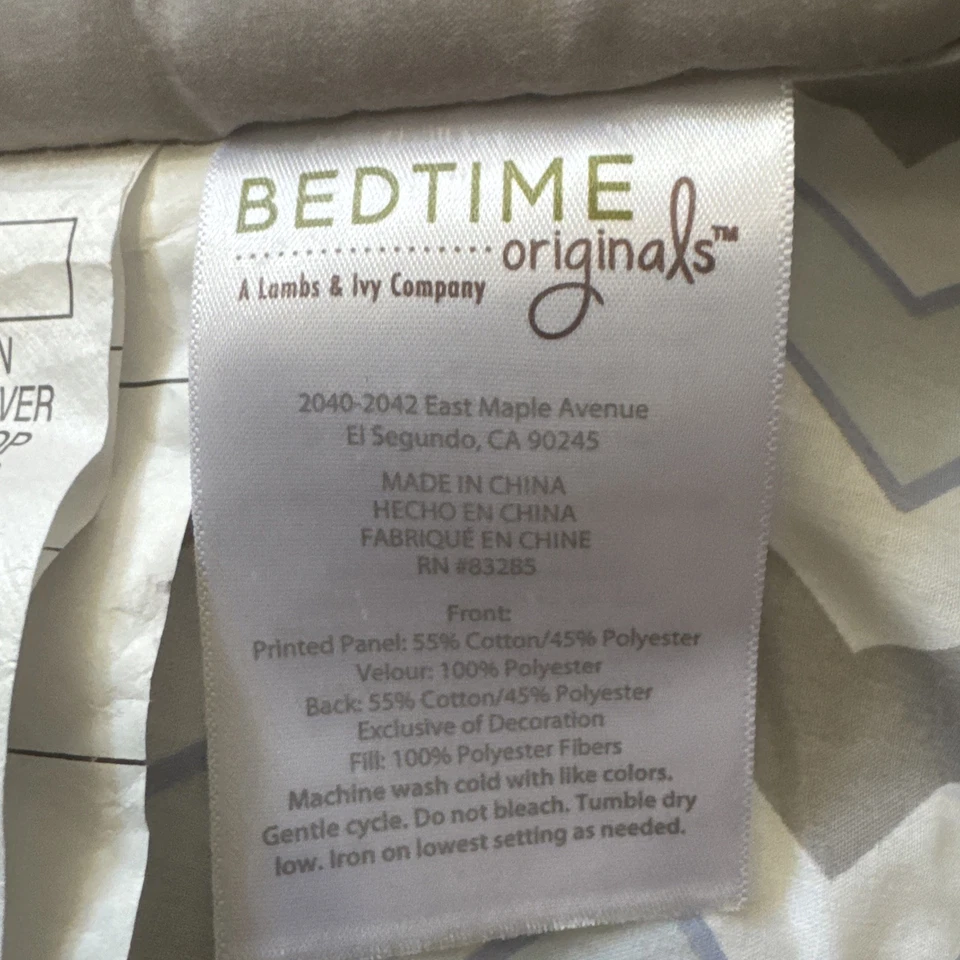 BEDTIME
originals™
A Lambs & Ivy Company
2040-2042 East Maple Avenue
El Segundo, CA 90245
MADE IN CHINA
HECHO EN CHINA
FABRIQUÉ EN CHINE
RN #83285
Front:
Printed Panel: 55% Cotton/45% Polyester
Velour: 100% Polyester
Back: 55% Cotton/45% Polyester
Exclusive of Decoration
Fill: 100% Polyester Fibers
Machine wash cold with like colors.
Gentle cycle. Do not bleach. Tumble dry
low. Iron on lowest setting as needed.